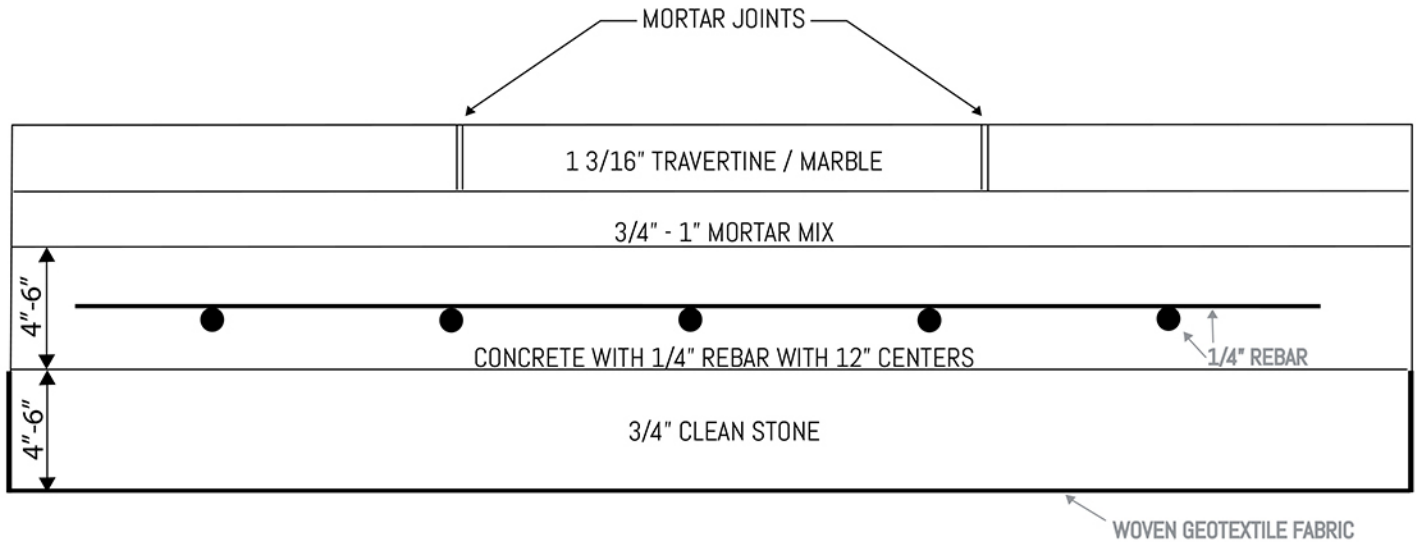 MORTAR JOINTS
1 3/16" TRAVERTINE / MARBLE
3/4" - 1" MORTAR MIX
4"-6"
CONCRETE WITH 1/4" REBAR WITH 12" CENTERS
1/4" REBAR
4"-6"
3/4" CLEAN STONE
WOVEN GEOTEXTILE FABRIC